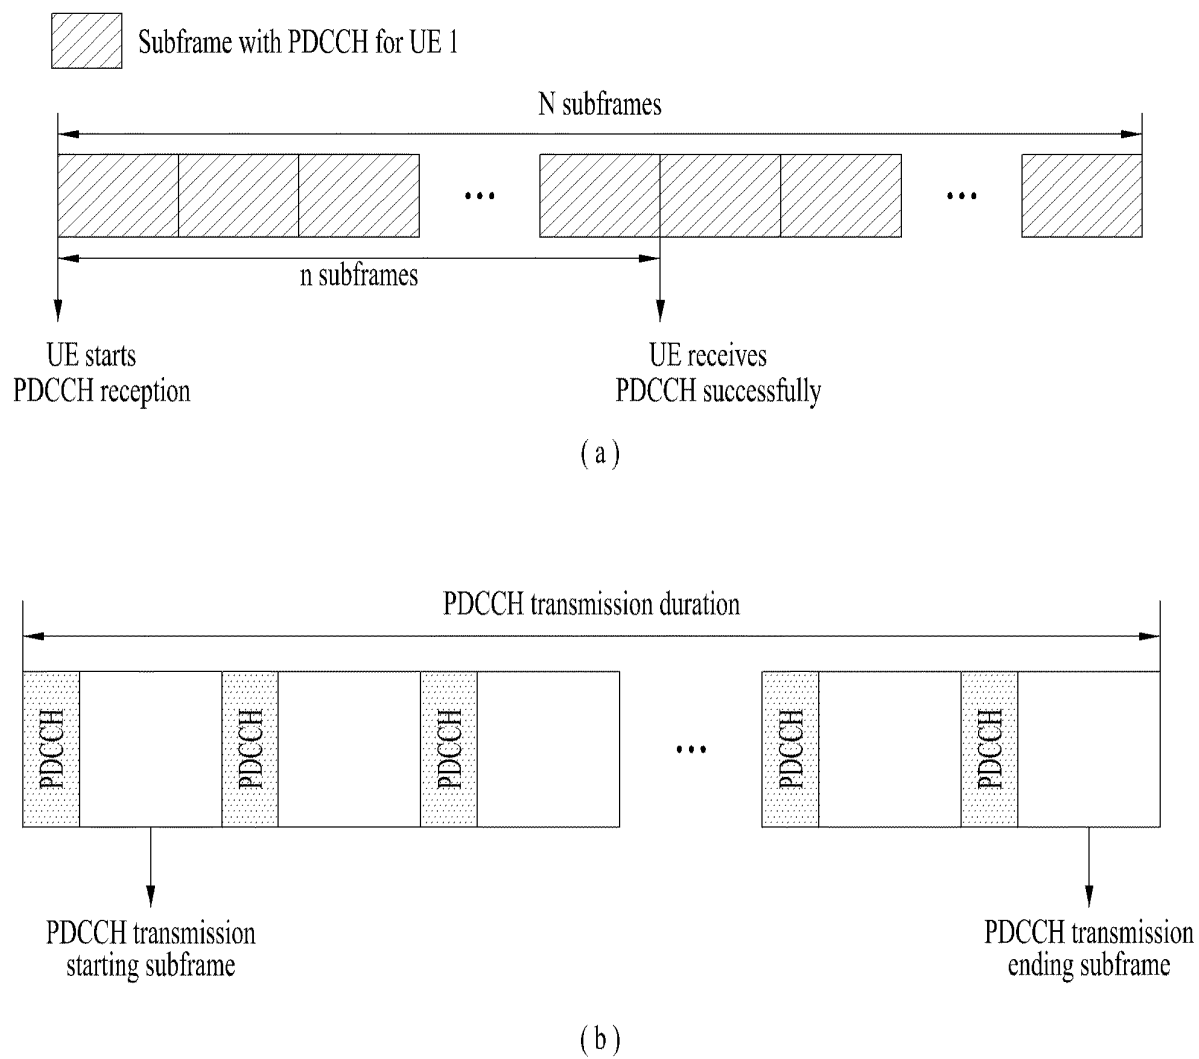 Subframe with PDCCH for UE 1
N subframes
...
...
n subframes
UE starts
PDCCH reception
UE receives
PDCCH successfully
( a )
PDCCH transmission duration
PDCCH
PDCCH
PDCCH
...
PDCCH
PDCCH
PDCCH transmission
starting subframe
PDCCH transmission
ending subframe
( b )